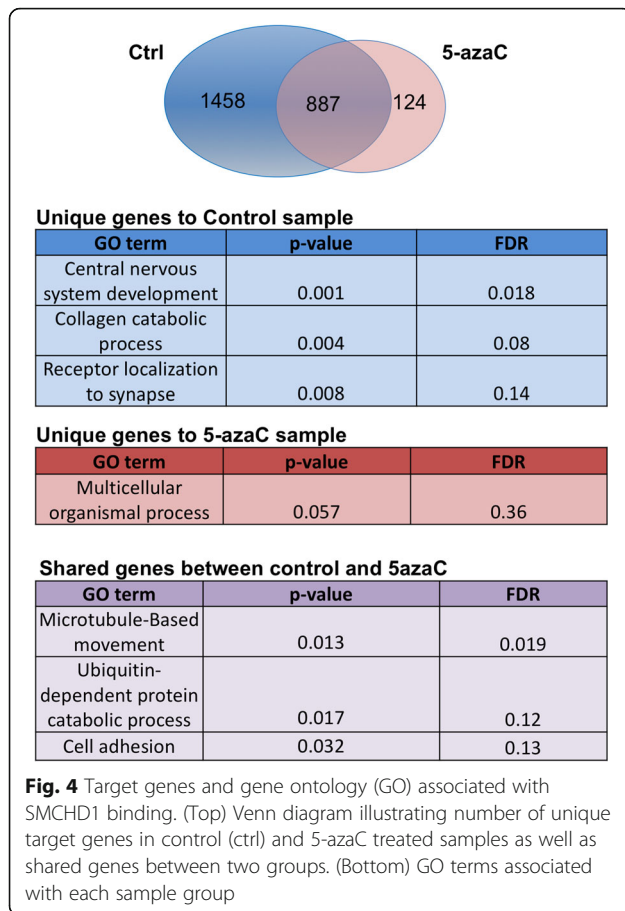 Ctrl 5-azaC
1458 887 124
Unique genes to Control sample
GO term p-value FDR
Central nervous
system development 0.001 0.018
Collagen catabolic
process 0.004 0.08
Receptor localization
to synapse 0.008 0.14
Unique genes to 5-azaC sample
GO term p-value FDR
Multicellular
organismal process 0.057 0.36
Shared genes between control and 5azaC
GO term p-value FDR
Microtubule-Based
movement 0.013 0.019
Ubiquitin-
dependent protein
catabolic process 0.017 0.12
Cell adhesion 0.032 0.13
Fig. 4 Target genes and gene ontology (GO) associated with
SMCHD1 binding. (Top) Venn diagram illustrating number of unique
target genes in control (ctrl) and 5-azaC treated samples as well as
shared genes between two groups. (Bottom) GO terms associated
with each sample group